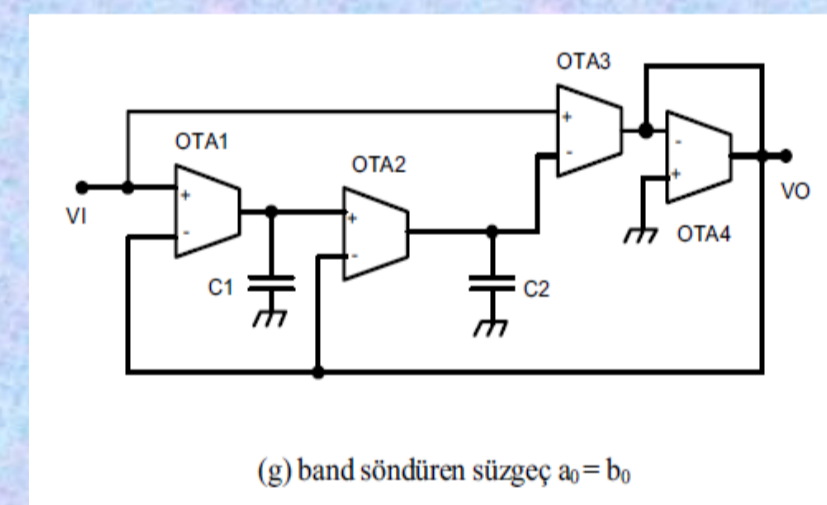 OTA3
OTA1
OTA2
+
-
+
-
+
-
-
+
VI
VO
OTA4
C1
C2
(g) band söndüren süzgeç a₀= b₀